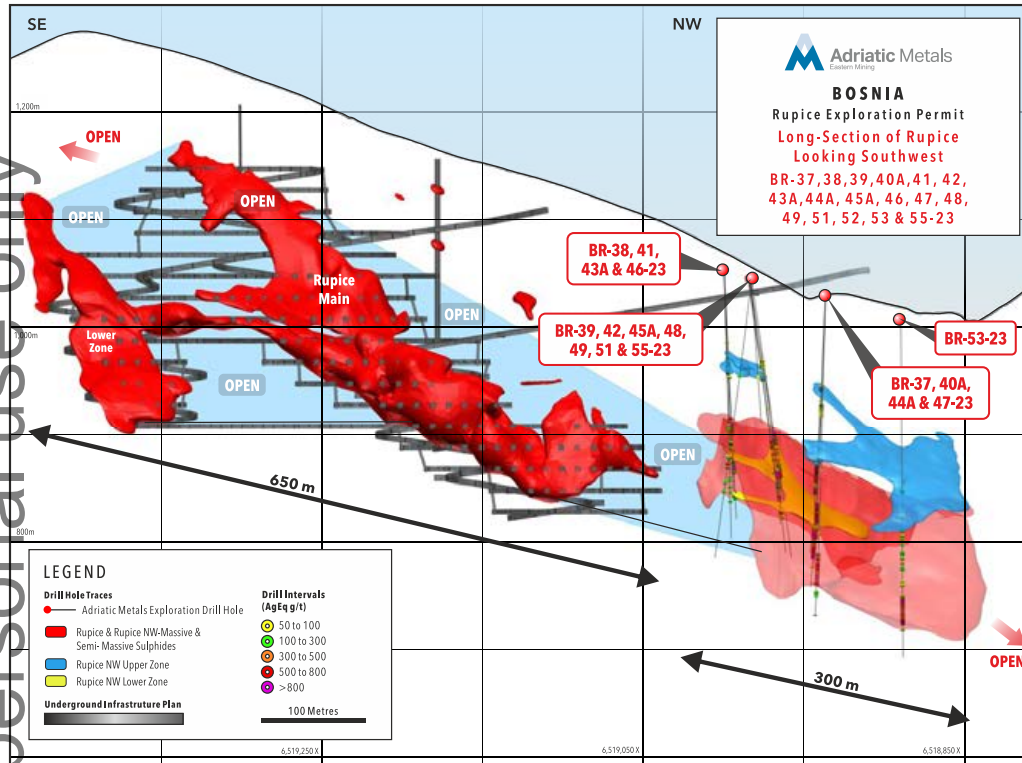 SE
NW
Adriatic Metals
Eastern Mining
BOSNIA
Rupice Exploration Permit
Long-Section of Rupice
Looking Southwest
BR-37, 38, 39, 40A, 41, 42,
43A, 44A, 45A, 46, 47, 48,
49, 51, 52, 53 & 55-23
1,200m
OPEN
OPEN
OPEN
Rupice
Main
Lower
Zone
1,000m
OPEN
OPEN
OPEN
BR-38, 41,
43A & 46-23
BR-39, 42, 45A, 48,
49, 51 & 55-23
BR-53-23
BR-37, 40A,
44A & 47-23
650 m
800m
300 m
OPEN
LEGEND
Drill Hole Traces
Adriatic Metals Exploration Drill Hole
Rupice & Rupice NW-Massive &
Semi-Massive Sulphides
Rupice NW Upper Zone
Rupice NW Lower Zone
Underground Infrastruture Plan
Drill Intervals
(AgEq g/t)
50 to 100
100 to 300
300 to 500
500 to 800
>800
100 Metres
6,519,250 X
6,519,050 X
6,518,850 X
personal use only